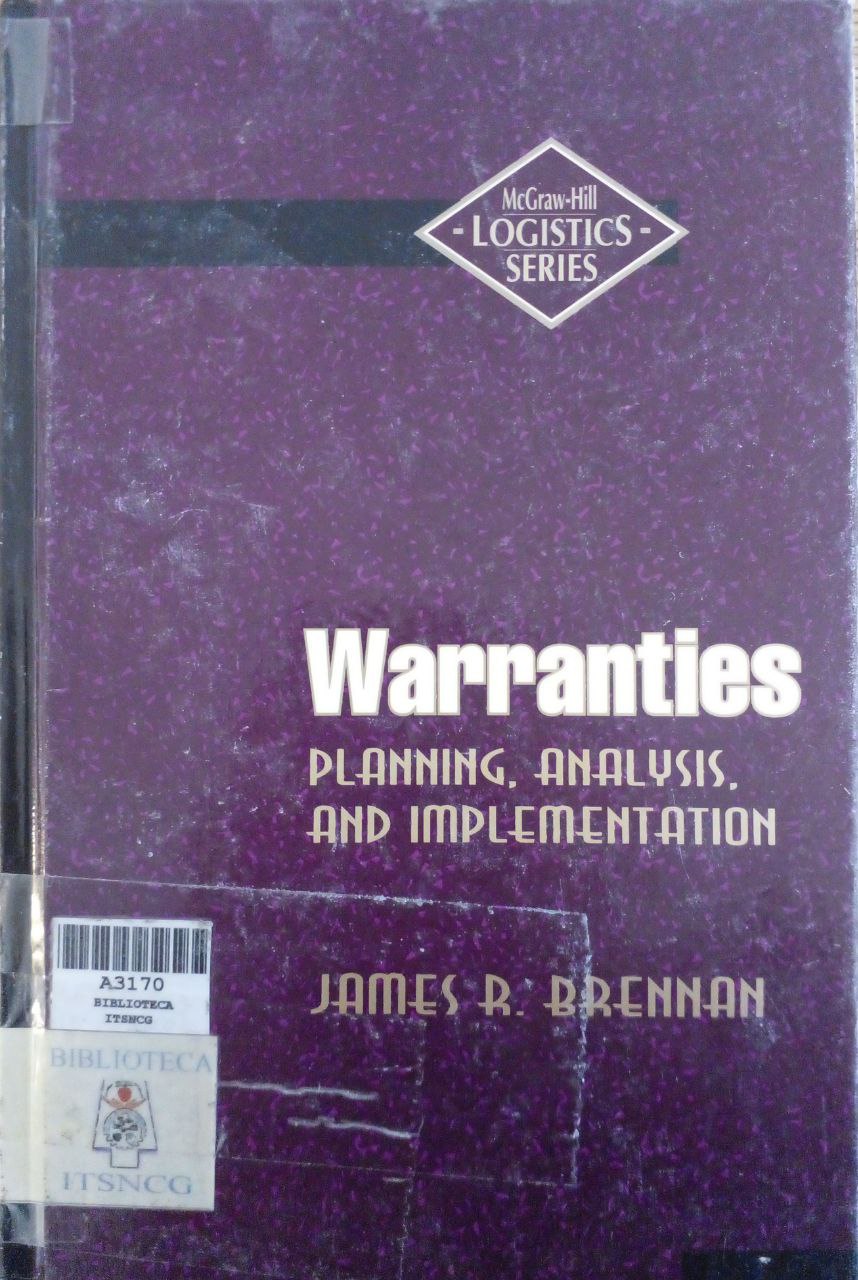 McGraw-Hill
- LOGISTICS -
SERIES
Warranties
PLANNING, ANALYSIS,
AND IMPLEMENTATION
JAMES R. BRENNAN
A3170
BIBLIOTECA
ITSNCG
BIBLIOTECA
ITSNCG